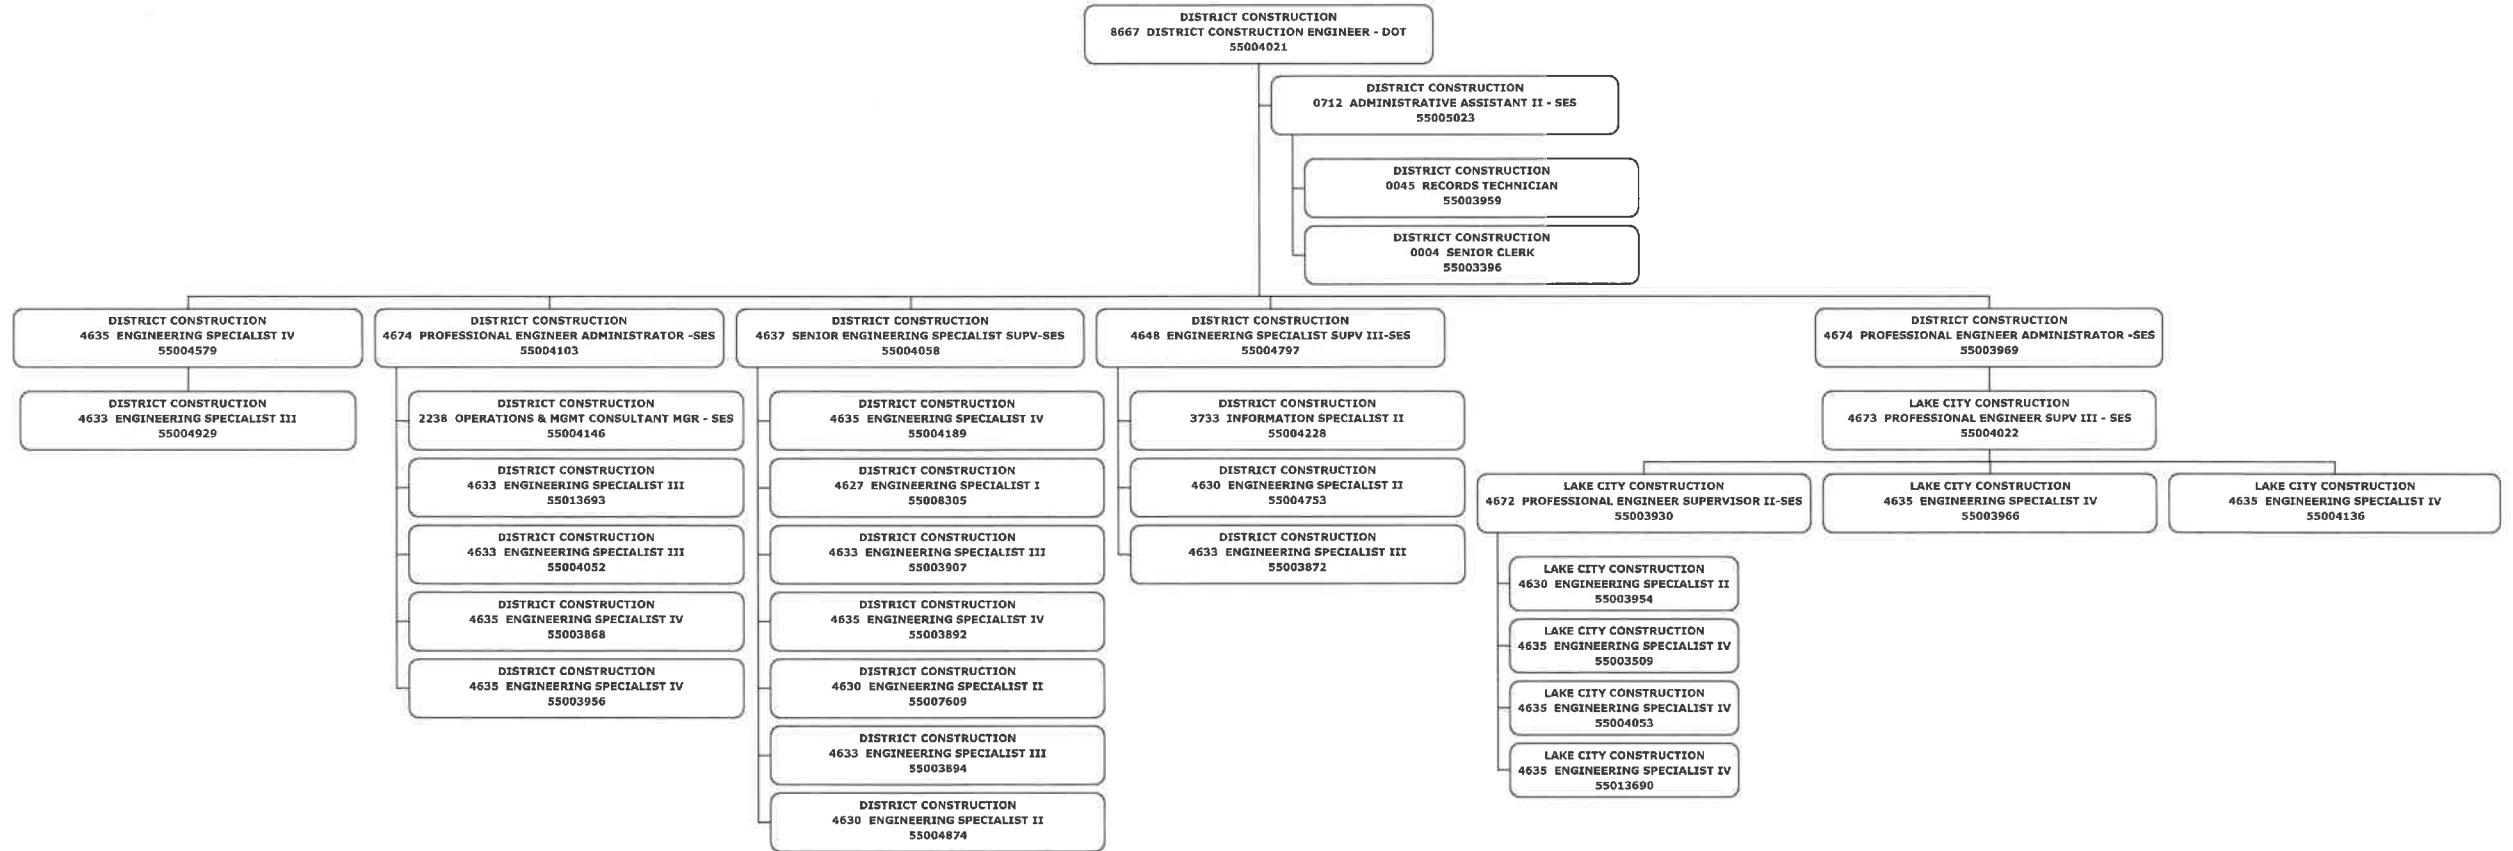 DISTRICT CONSTRUCTION
8667 DISTRICT CONSTRUCTION ENGINEER - DOT
55004021
DISTRICT CONSTRUCTION
0712 ADMINISTRATIVE ASSISTANT II - SES
55005023
DISTRICT CONSTRUCTION
0045 RECORDS TECHNICIAN
55003959
DISTRICT CONSTRUCTION
0004 SENIOR CLERK
55003396
DISTRICT CONSTRUCTION
4635 ENGINEERING SPECIALIST IV
55004579
DISTRICT CONSTRUCTION
4633 ENGINEERING SPECIALIST III
55004929
DISTRICT CONSTRUCTION
4674 PROFESSIONAL ENGINEER ADMINISTRATOR -SES
55004103
DISTRICT CONSTRUCTION
2238 OPERATIONS & MGMT CONSULTANT MGR - SES
55004146
DISTRICT CONSTRUCTION
4633 ENGINEERING SPECIALIST III
55013693
DISTRICT CONSTRUCTION
4633 ENGINEERING SPECIALIST III
55004052
DISTRICT CONSTRUCTION
4635 ENGINEERING SPECIALIST IV
55003868
DISTRICT CONSTRUCTION
4635 ENGINEERING SPECIALIST IV
55003956
DISTRICT CONSTRUCTION
4637 SENIOR ENGINEERING SPECIALIST SUPV-SES
55004058
DISTRICT CONSTRUCTION
4635 ENGINEERING SPECIALIST IV
55004189
DISTRICT CONSTRUCTION
4627 ENGINEERING SPECIALIST I
55008305
DISTRICT CONSTRUCTION
4633 ENGINEERING SPECIALIST III
55003907
DISTRICT CONSTRUCTION
4635 ENGINEERING SPECIALIST IV
55003892
DISTRICT CONSTRUCTION
4630 ENGINEERING SPECIALIST II
55007609
DISTRICT CONSTRUCTION
4633 ENGINEERING SPECIALIST III
55003894
DISTRICT CONSTRUCTION
4630 ENGINEERING SPECIALIST II
55004874
DISTRICT CONSTRUCTION
4648 ENGINEERING SPECIALIST SUPV III-SES
55004797
DISTRICT CONSTRUCTION
3733 INFORMATION SPECIALIST II
55004228
DISTRICT CONSTRUCTION
4630 ENGINEERING SPECIALIST II
55004753
DISTRICT CONSTRUCTION
4633 ENGINEERING SPECIALIST III
55003872
DISTRICT CONSTRUCTION
4674 PROFESSIONAL ENGINEER ADMINISTRATOR -SES
55003969
LAKE CITY CONSTRUCTION
4673 PROFESSIONAL ENGINEER SUPV III - SES
55004022
LAKE CITY CONSTRUCTION
4672 PROFESSIONAL ENGINEER SUPERVISOR II-SES
55003930
LAKE CITY CONSTRUCTION
4630 ENGINEERING SPECIALIST II
55003954
LAKE CITY CONSTRUCTION
4635 ENGINEERING SPECIALIST IV
55003509
LAKE CITY CONSTRUCTION
4635 ENGINEERING SPECIALIST IV
55004053
LAKE CITY CONSTRUCTION
4635 ENGINEERING SPECIALIST IV
55013690
LAKE CITY CONSTRUCTION
4635 ENGINEERING SPECIALIST IV
55003966
LAKE CITY CONSTRUCTION
4635 ENGINEERING SPECIALIST IV
55004136